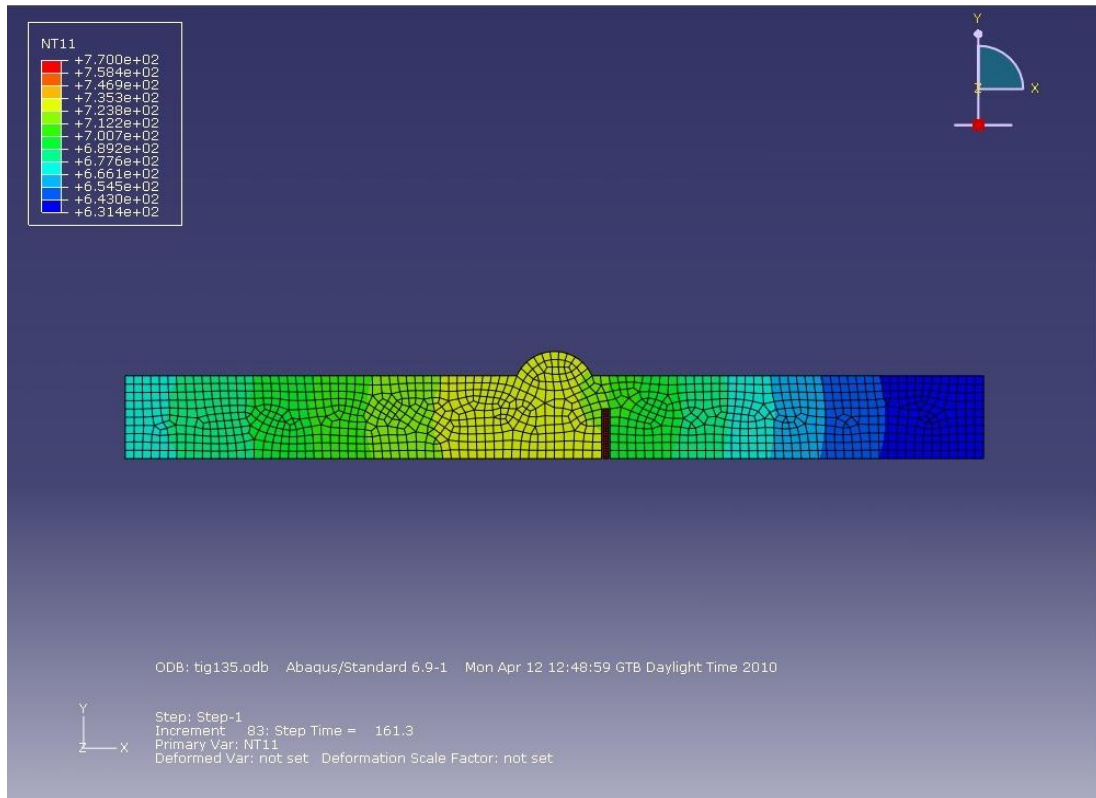 NT11
+7.700e+02
+7.584e+02
+7.469e+02
+7.353e+02
+7.238e+02
+7.122e+02
+7.007e+02
+6.892e+02
+6.776e+02
+6.661e+02
+6.545e+02
+6.430e+02
+6.314e+02
Y
Z
X
ODB: tig135.odb Abaqus/Standard 6.9-1 Mon Apr 12 12:48:59 GTB Daylight Time 2010
Y
Z X
Step: Step-1
Increment 83: Step Time = 161.3
Primary Var: NT11
Deformed Var: not set Deformation Scale Factor: not set